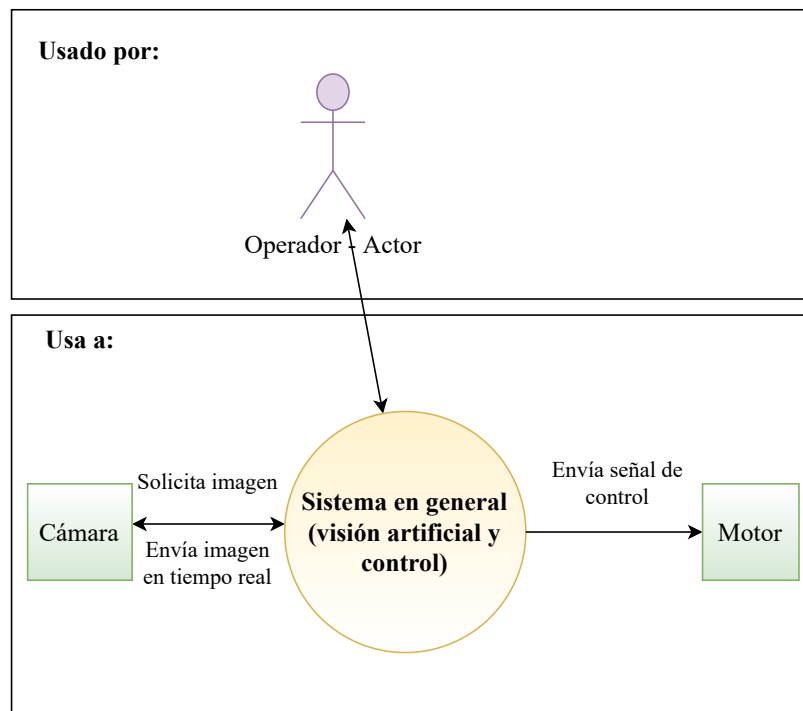 Usado por:
Operador - Actor
Usa a:
Solicita imagen
Envía imagen
en tiempo real
Cámara
Sistema en general
(visión artificial y
control)
Envía señal de
control
Motor